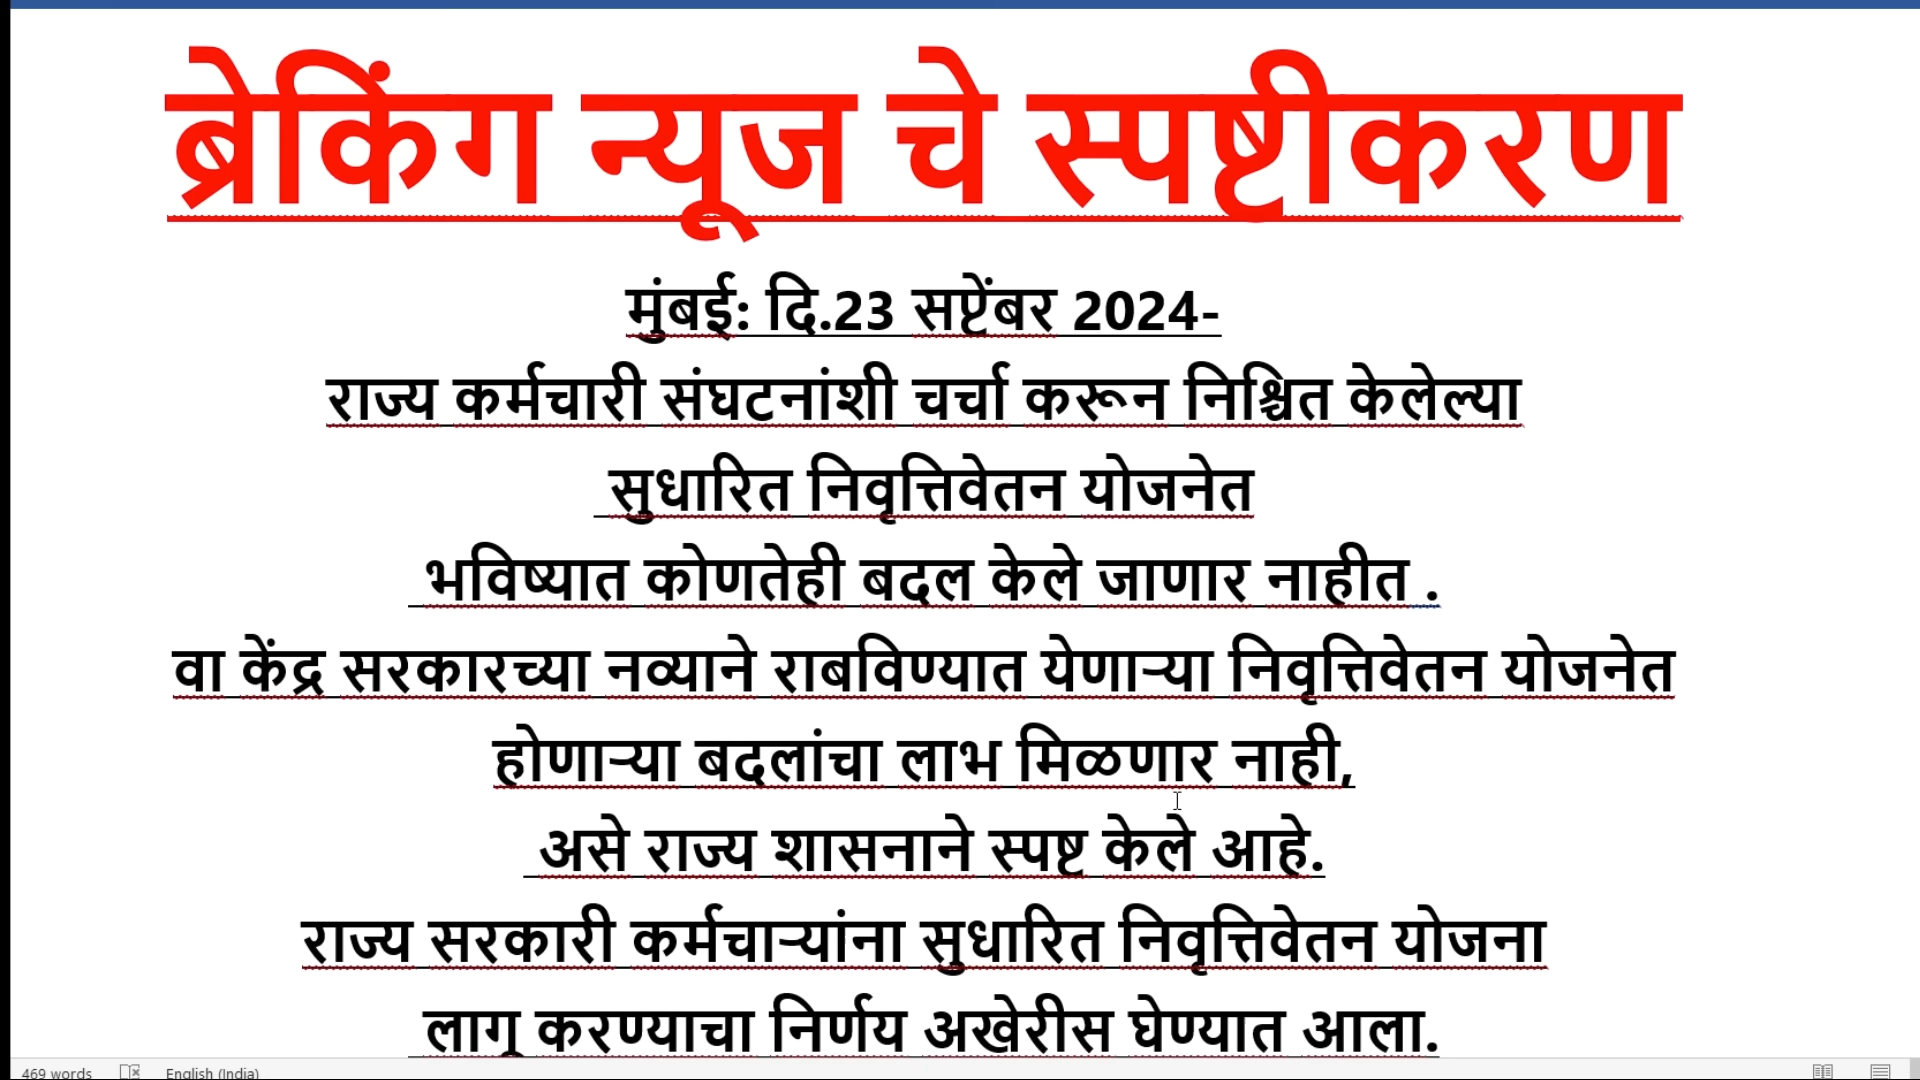 ब्रेकिंग न्यूज चे स्पष्टीकरण
मुंबई: दि.23 सप्टेंबर 2024-
राज्य कर्मचारी संघटनांशी चर्चा करून निश्चित केलेल्या
सुधारित निवृत्तिवेतन योजनेत
भविष्यात कोणतेही बदल केले जाणार नाहीत .
वा केंद्र सरकारच्या नव्याने राबविण्यात येणाऱ्या निवृत्तिवेतन योजनेत
होणाऱ्या बदलांचा लाभ मिळणार नाही,
असे राज्य शासनाने स्पष्ट केले आहे.
राज्य सरकारी कर्मचाऱ्यांना सुधारित निवृत्तिवेतन योजना
लागू करण्याचा निर्णय अखेरीस घेण्यात आला.
469 words English (India)